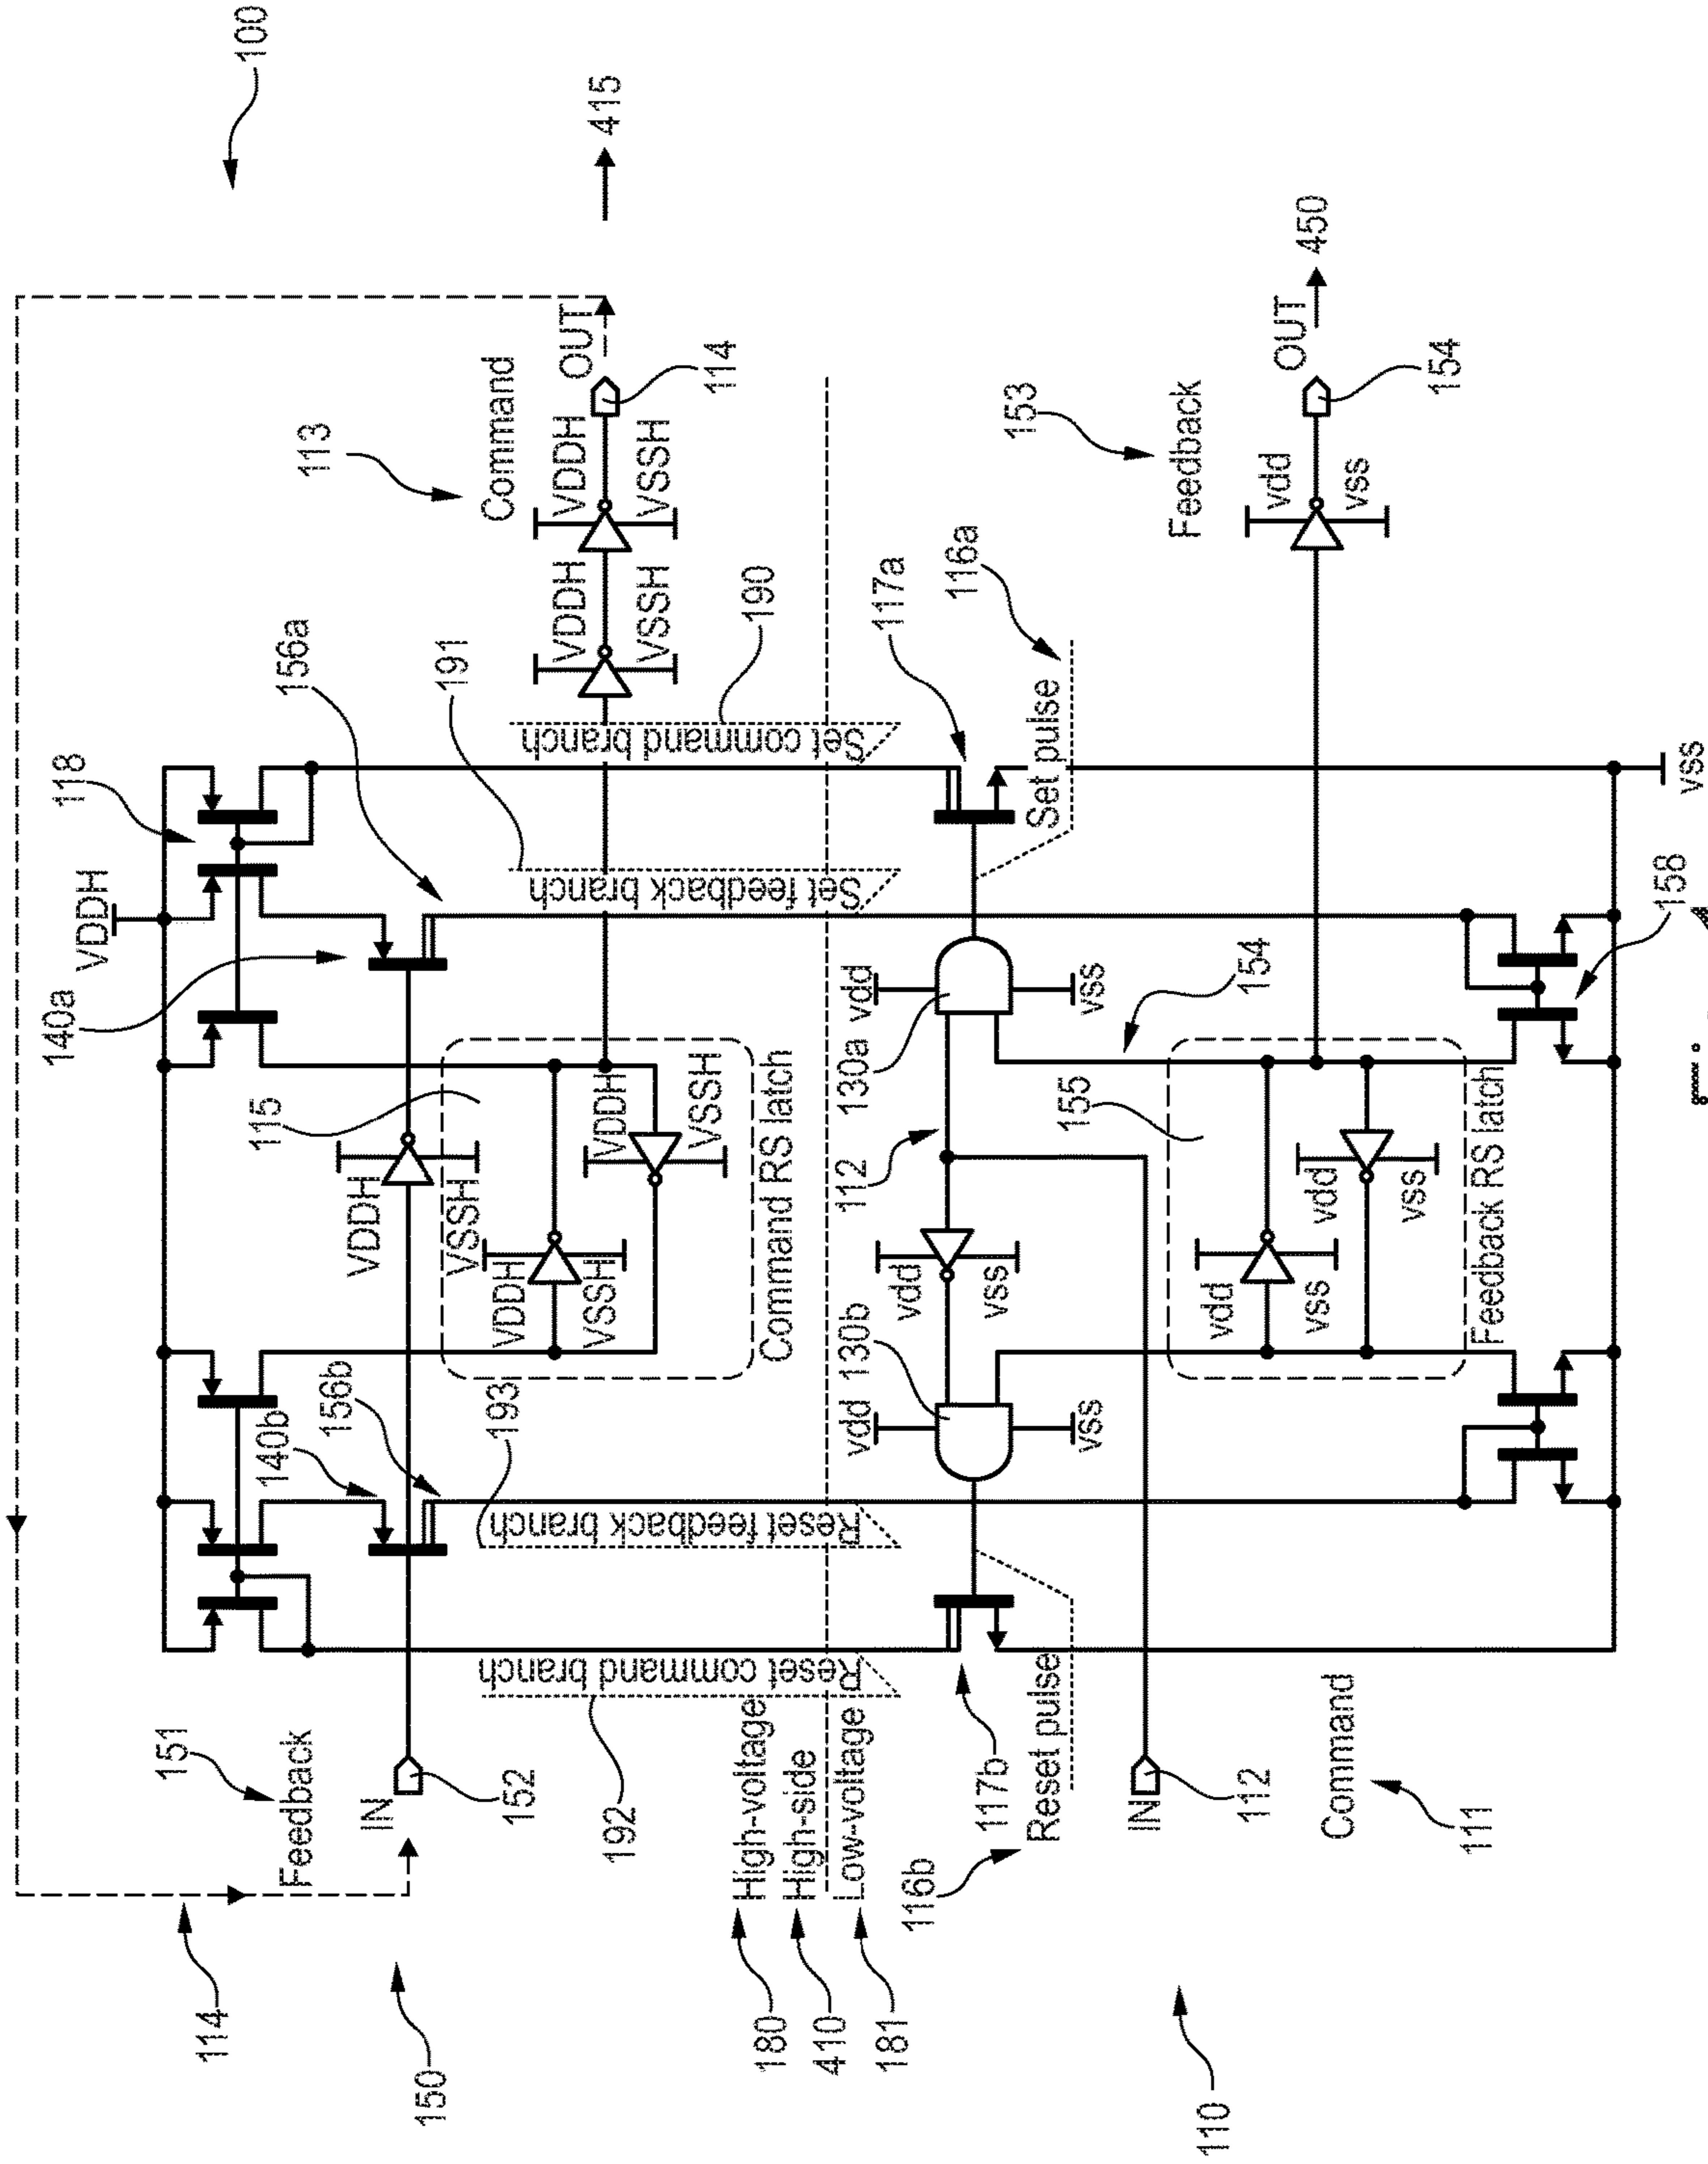 100
415
OUT
114
Command
113
VDDH
VSSH
VDDH
VSSH
190
Set command branch
191
Set feedback branch
156a
118
VDDH
140a
115
VDDH
VSSH
VDDH
VSSH
VDDH
VSSH
Command RS latch
140b
156b
193
Reset feedback branch
Reset command branch
192
151
Feedback
IN
152
114
150
High-voltage
180
High-side
410
Low-voltage
181
450
OUT
154
153
Feedback
vdd
vss
117a
116a
Set pulse
vdd
vss
130a
112
vdd
vss
130b
vdd
vss
154
155
vdd
vss
vdd
vss
Feedback RS latch
158
vss
117b
Reset pulse
116b
IN
112
Command
111
110